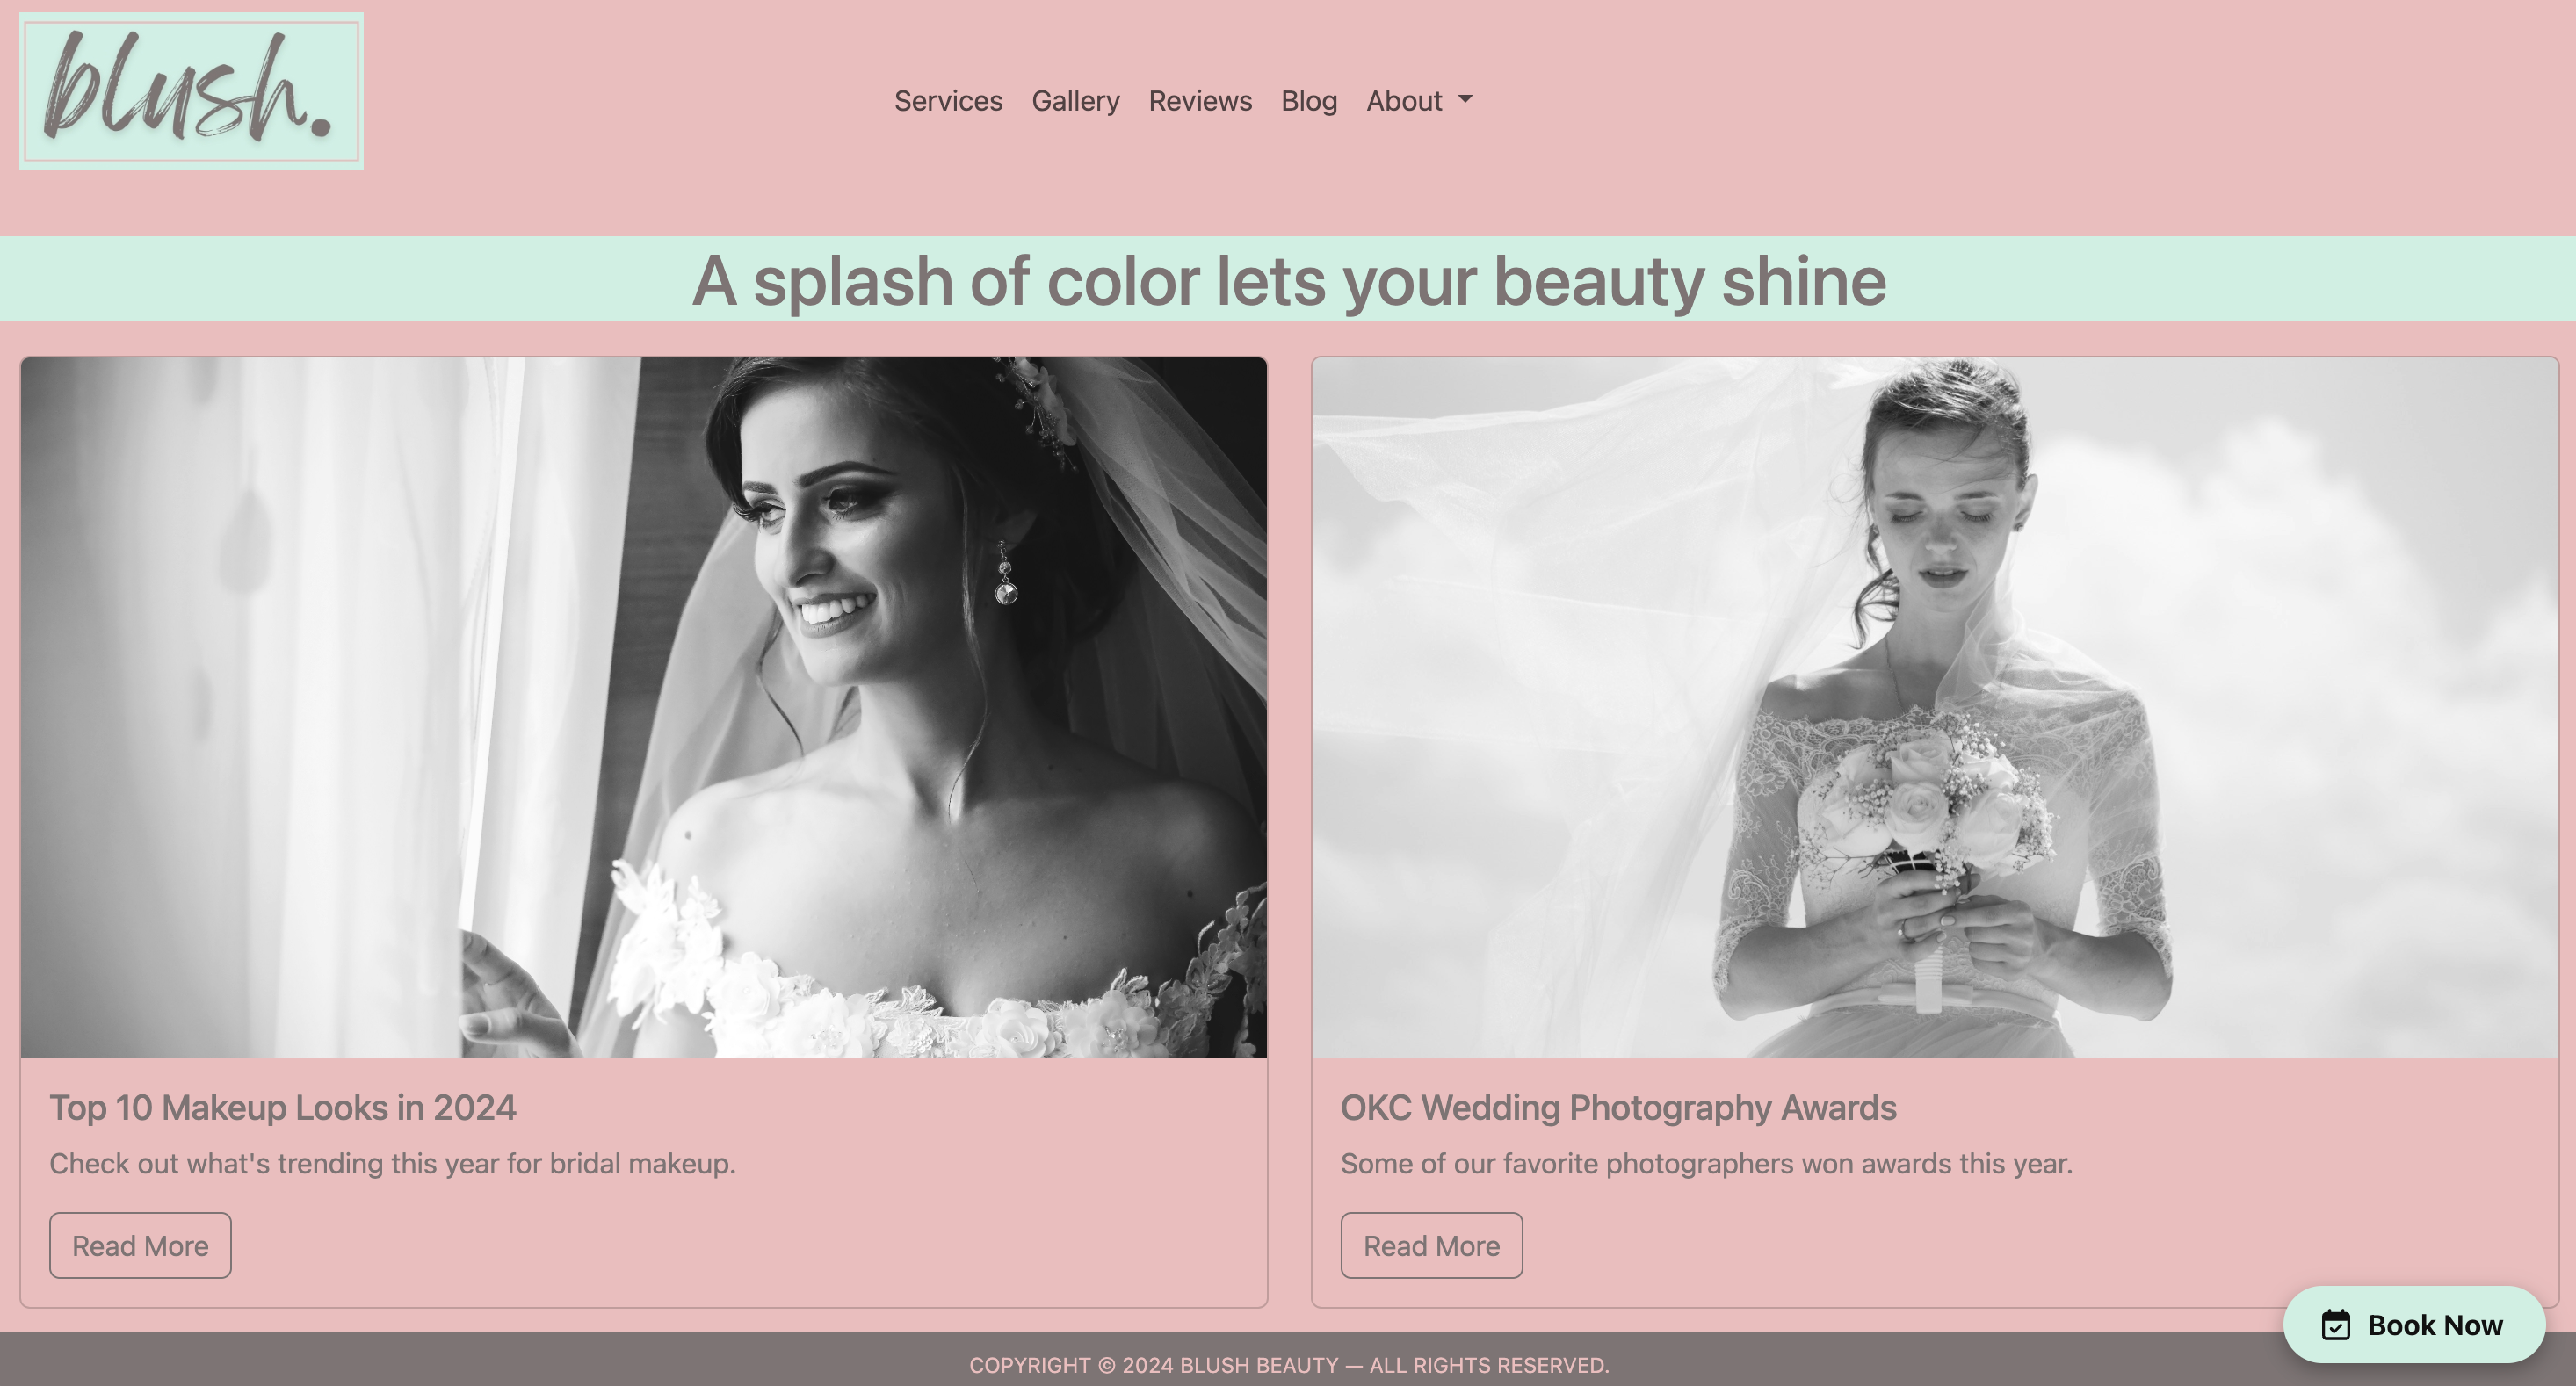 blush.
Services Gallery Reviews Blog About
A splash of color lets your beauty shine
Top 10 Makeup Looks in 2024
Check out what's trending this year for bridal makeup.
Read More
OKC Wedding Photography Awards
Some of our favorite photographers won awards this year.
Read More
Book Now
COPYRIGHT © 2024 BLUSH BEAUTY — ALL RIGHTS RESERVED.